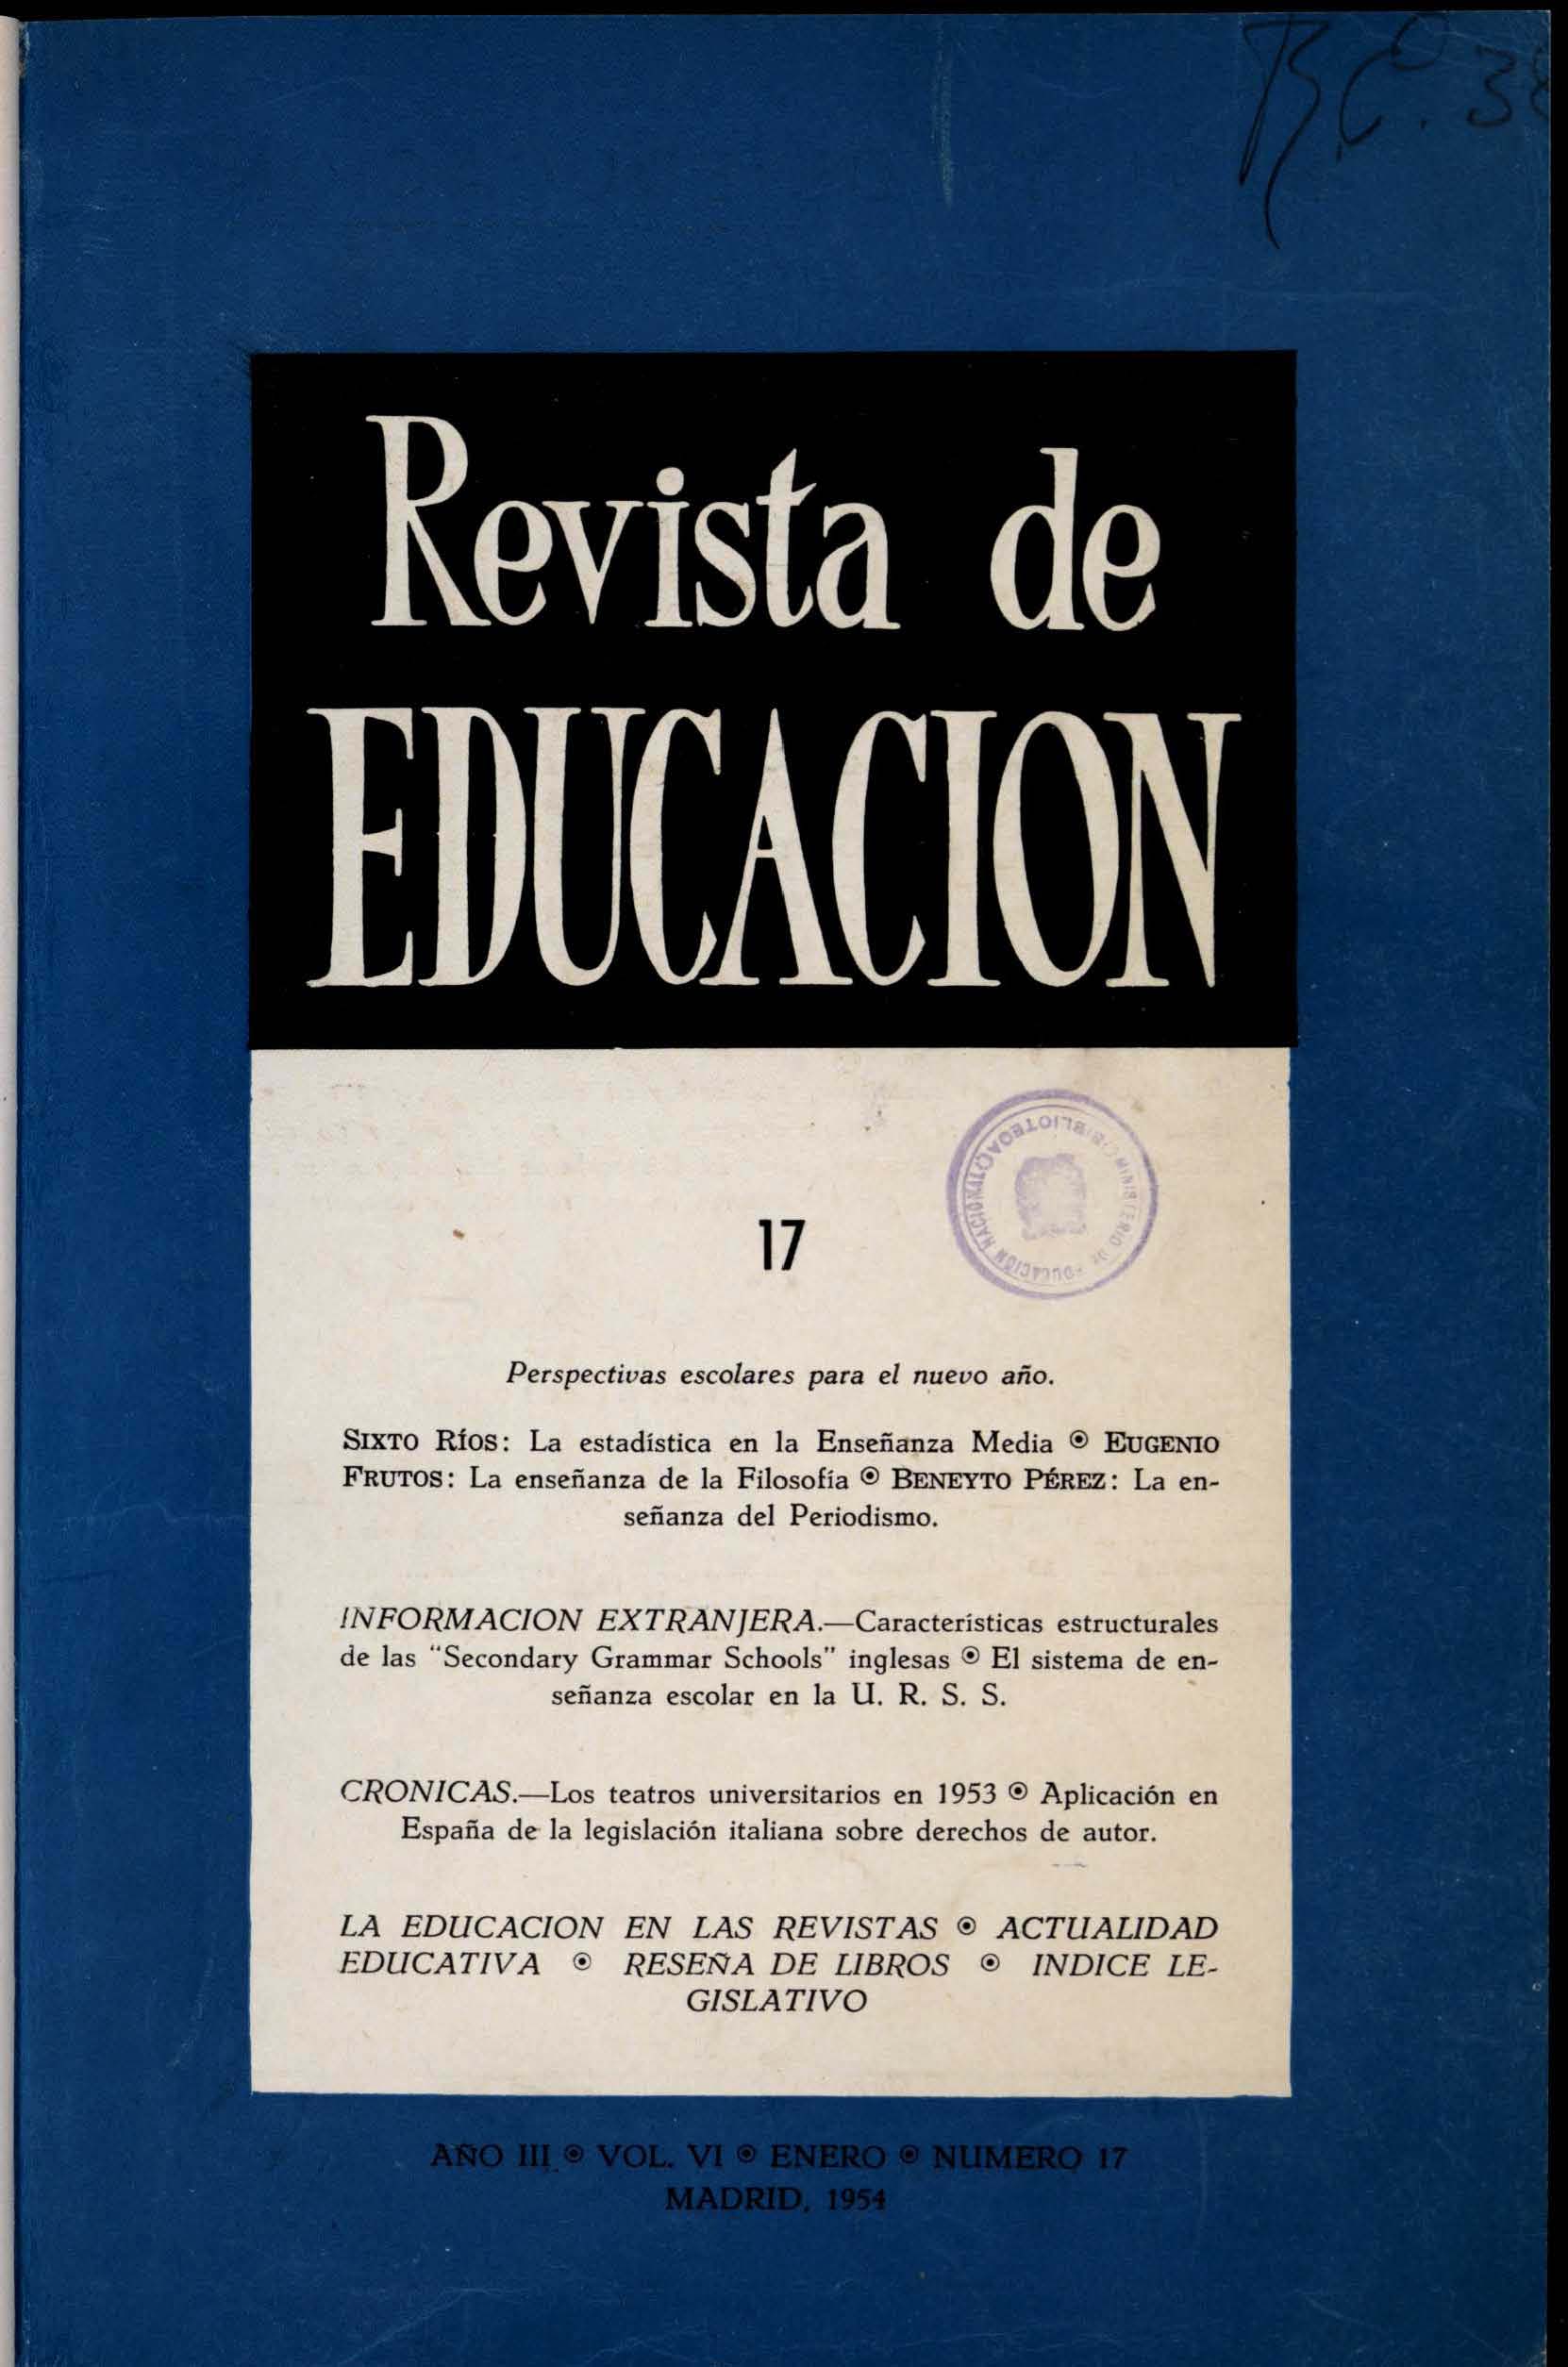 Revista de
EDUCACION
17
Perspectivas escolares para el nuevo año.
SIXTO RÍOS: La estadística en la Enseñanza Media ⦿ EUGENIO
FRUTOS: La enseñanza de la Filosofía ⦿ BENEYTO PÉREZ: La en-
señanza del Periodismo.
INFORMACION EXTRANJERA.—Características estructurales
de las "Secondary Grammar Schools" inglesas ⦿ El sistema de en-
señanza escolar en la U. R. S. S.
CRONICAS.—Los teatros universitarios en 1953 ⦿ Aplicación en
España de la legislación italiana sobre derechos de autor.
LA EDUCACION EN LAS REVISTAS ⦿ ACTUALIDAD
EDUCATIVA ⦿ RESEÑA DE LIBROS ⦿ INDICE LE-
GISLATIVO
AÑO III ⦿ VOL. VI ⦿ ENERO ⦿ NUMERO 17
MADRID, 1954